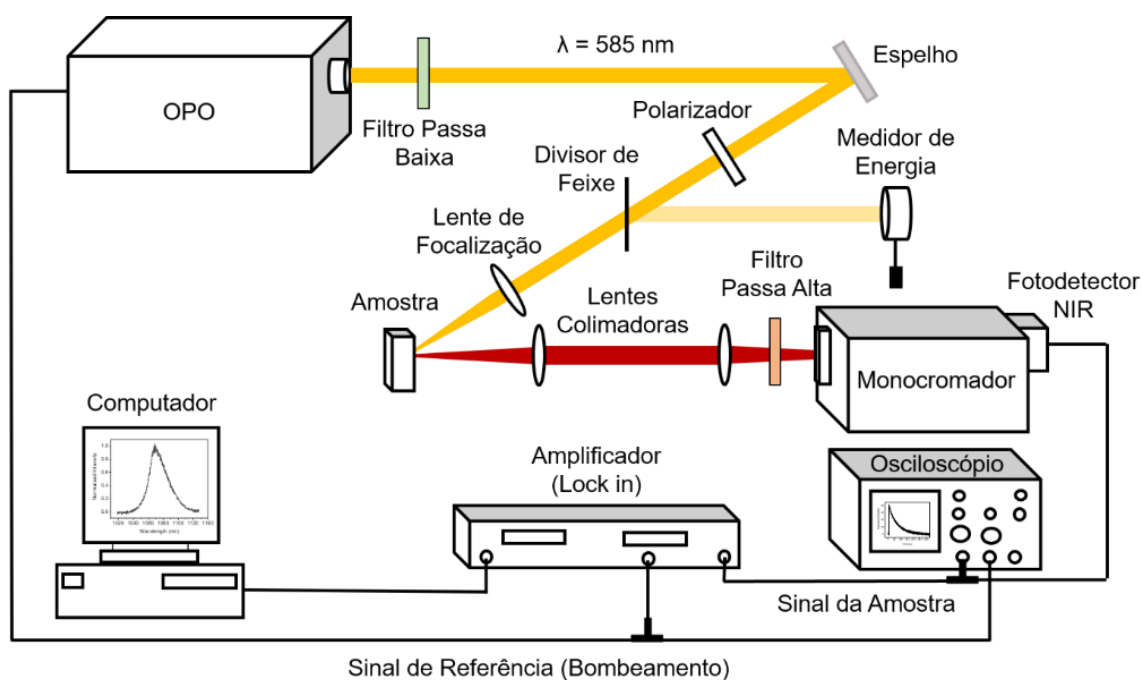 λ = 585 nm
Espelho
OPO
Filtro Passa
Baixa
Polarizador
Divisor de
Feixe
Medidor de
Energia
Lente de
Focalização
Amostra
Lentes
Colimadoras
Filtro
Passa Alta
Fotodetector
NIR
Monocromador
Computador
Amplificador
(Lock in)
Osciloscópio
Wavelength (nm)
Sinal da Amostra
Sinal de Referência (Bombeamento)